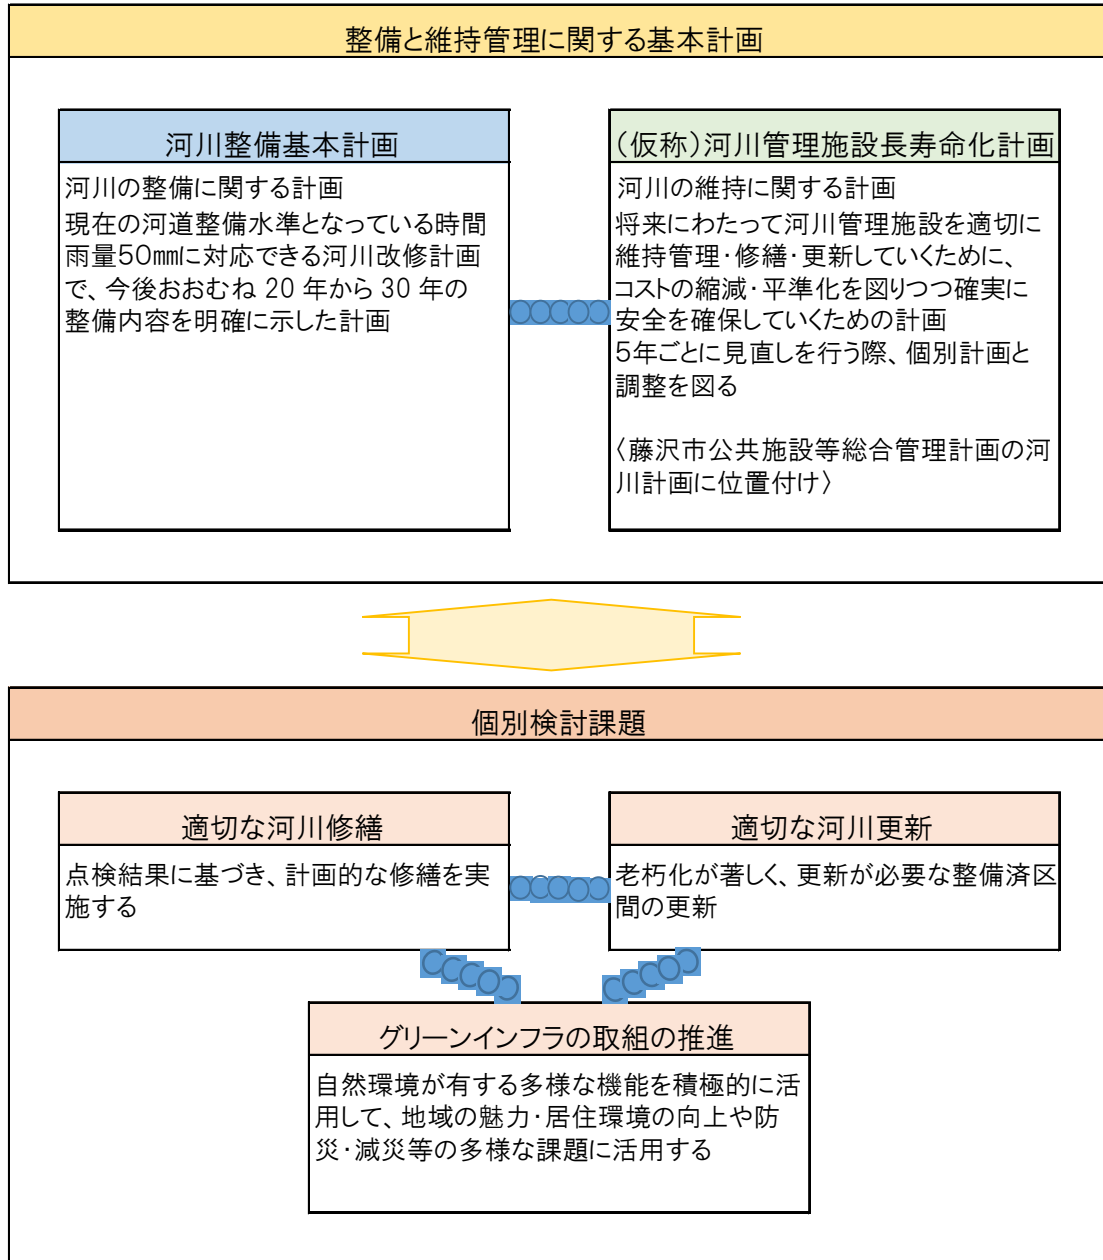 整備と維持管理に関する基本計画
河川整備基本計画
河川の整備に関する計画
現在の河道整備水準となっている時間
雨量50㎜に対応できる河川改修計画
で、今後おおむね 20 年から 30 年の
整備内容を明確に示した計画
(仮称)河川管理施設長寿命化計画
河川の維持に関する計画
将来にわたって河川管理施設を適切に
維持管理・修繕・更新していくために、
コストの縮減・平準化を図りつつ確実に
安全を確保していくための計画
5年ごとに見直しを行う際、個別計画と
調整を図る
〈藤沢市公共施設等総合管理計画の河
川計画に位置付け〉
個別検討課題
適切な河川修繕
点検結果に基づき、計画的な修繕を実
施する
適切な河川更新
老朽化が著しく、更新が必要な整備済区
間の更新
グリーンインフラの取組の推進
自然環境が有する多様な機能を積極的に活
用して、地域の魅力・居住環境の向上や防
災・減災等の多様な課題に活用する